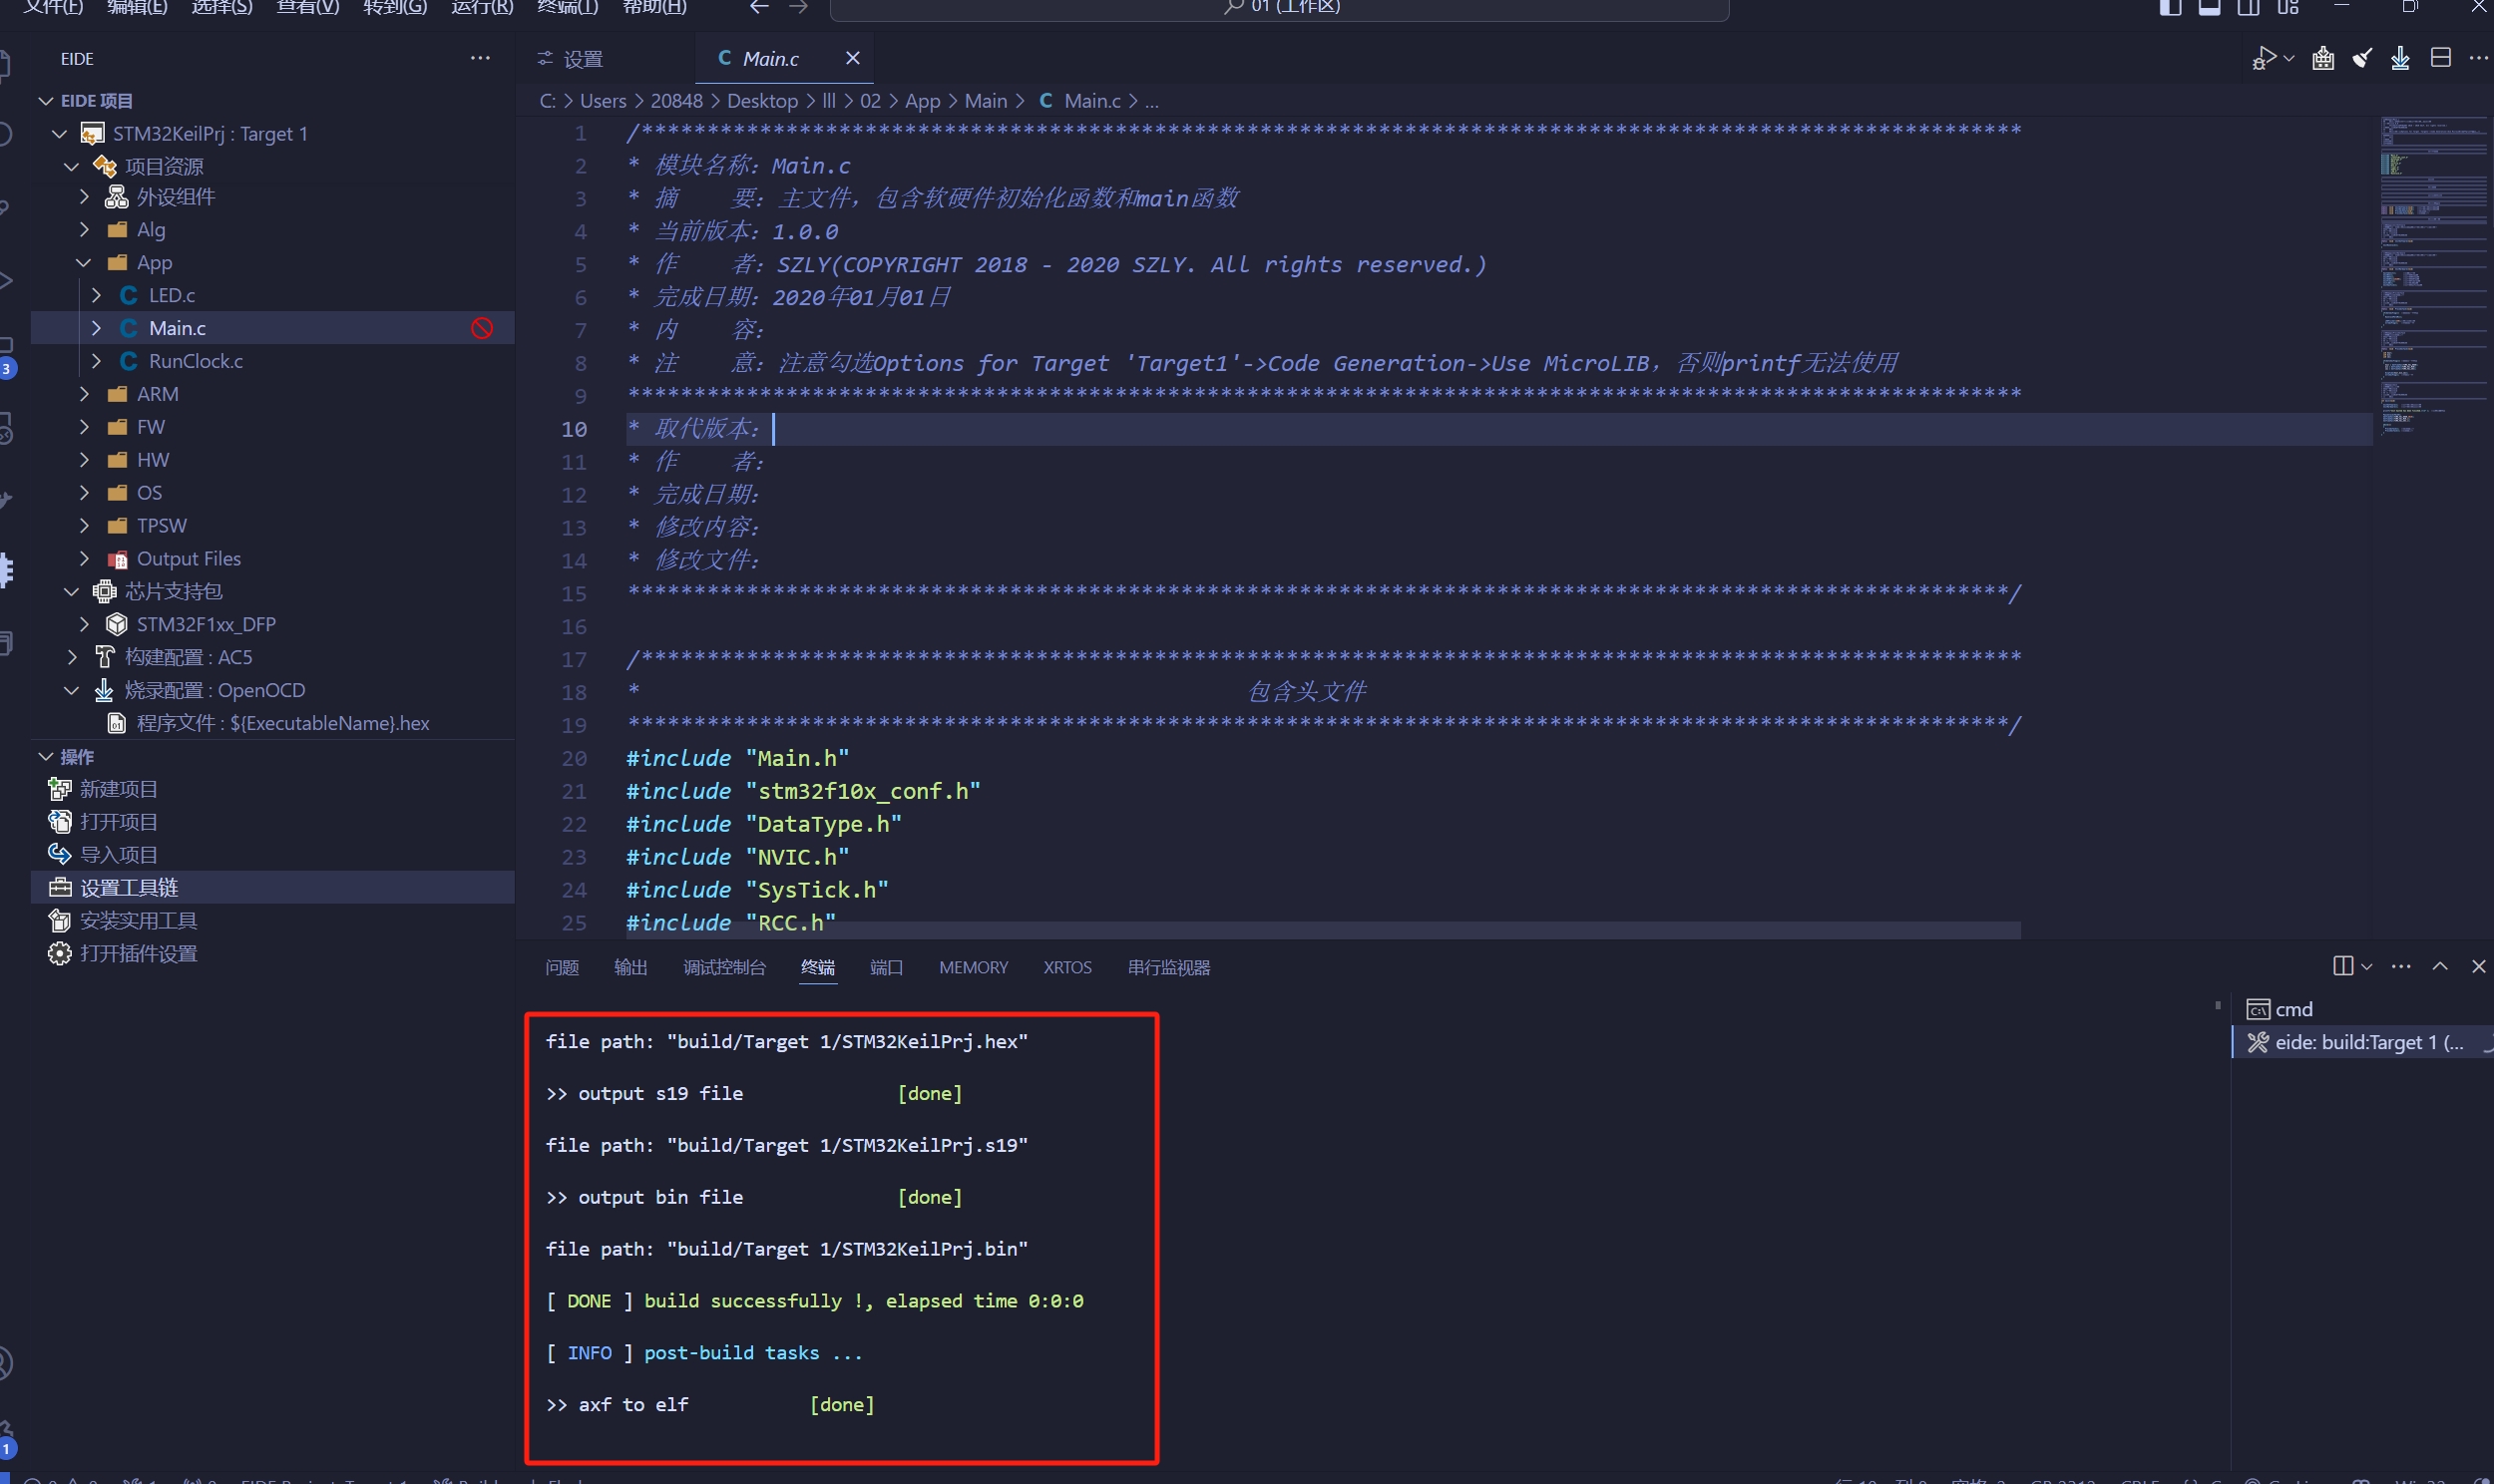 文件(F) 编辑(E) 选择(S) 查看(V) 转到(G) 运行(R) 终端(T) 帮助(H)
01 (工作区)
EIDE
EIDE 项目
STM32KeilPrj : Target 1
项目资源
外设组件
Alg
App
LED.c
Main.c
RunClock.c
ARM
FW
HW
OS
TPSW
Output Files
芯片支持包
STM32F1xx_DFP
构建配置 : AC5
烧录配置 : OpenOCD
程序文件 : ${ExecutableName}.hex
操作
新建项目
打开项目
导入项目
设置工具链
安装实用工具
打开插件设置
3
1
设置
C Main.c
C: > Users > 20848 > Desktop > lll > 02 > App > Main > C Main.c > ...
1 /*********************************************************************************************************
2 * 模块名称: Main.c
3 * 摘    要: 主文件，包含软硬件初始化函数和main函数
4 * 当前版本: 1.0.0
5 * 作    者: SZLY(COPYRIGHT 2018 - 2020 SZLY. All rights reserved.)
6 * 完成日期: 2020年01月01日
7 * 内    容:
8 * 注    意: 注意勾选Options for Target 'Target1'->Code Generation->Use MicroLIB，否则printf无法使用
9 **********************************************************************************************************
10 * 取代版本:
11 * 作    者:
12 * 完成日期:
13 * 修改内容:
14 * 修改文件:
15 *********************************************************************************************************/
16
17 /*********************************************************************************************************
18 *                                              包含头文件
19 *********************************************************************************************************/
20 #include "Main.h"
21 #include "stm32f10x_conf.h"
22 #include "DataType.h"
23 #include "NVIC.h"
24 #include "SysTick.h"
25 #include "RCC.h"
问题 输出 调试控制台 终端 端口 MEMORY XRTOS 串行监视器
file path: "build/Target 1/STM32KeilPrj.hex"
>> output s19 file [done]
file path: "build/Target 1/STM32KeilPrj.s19"
>> output bin file [done]
file path: "build/Target 1/STM32KeilPrj.bin"
[ DONE ] build successfully !, elapsed time 0:0:0
[ INFO ] post-build tasks ...
>> axf to elf [done]
cmd
eide: build:Target 1 (...